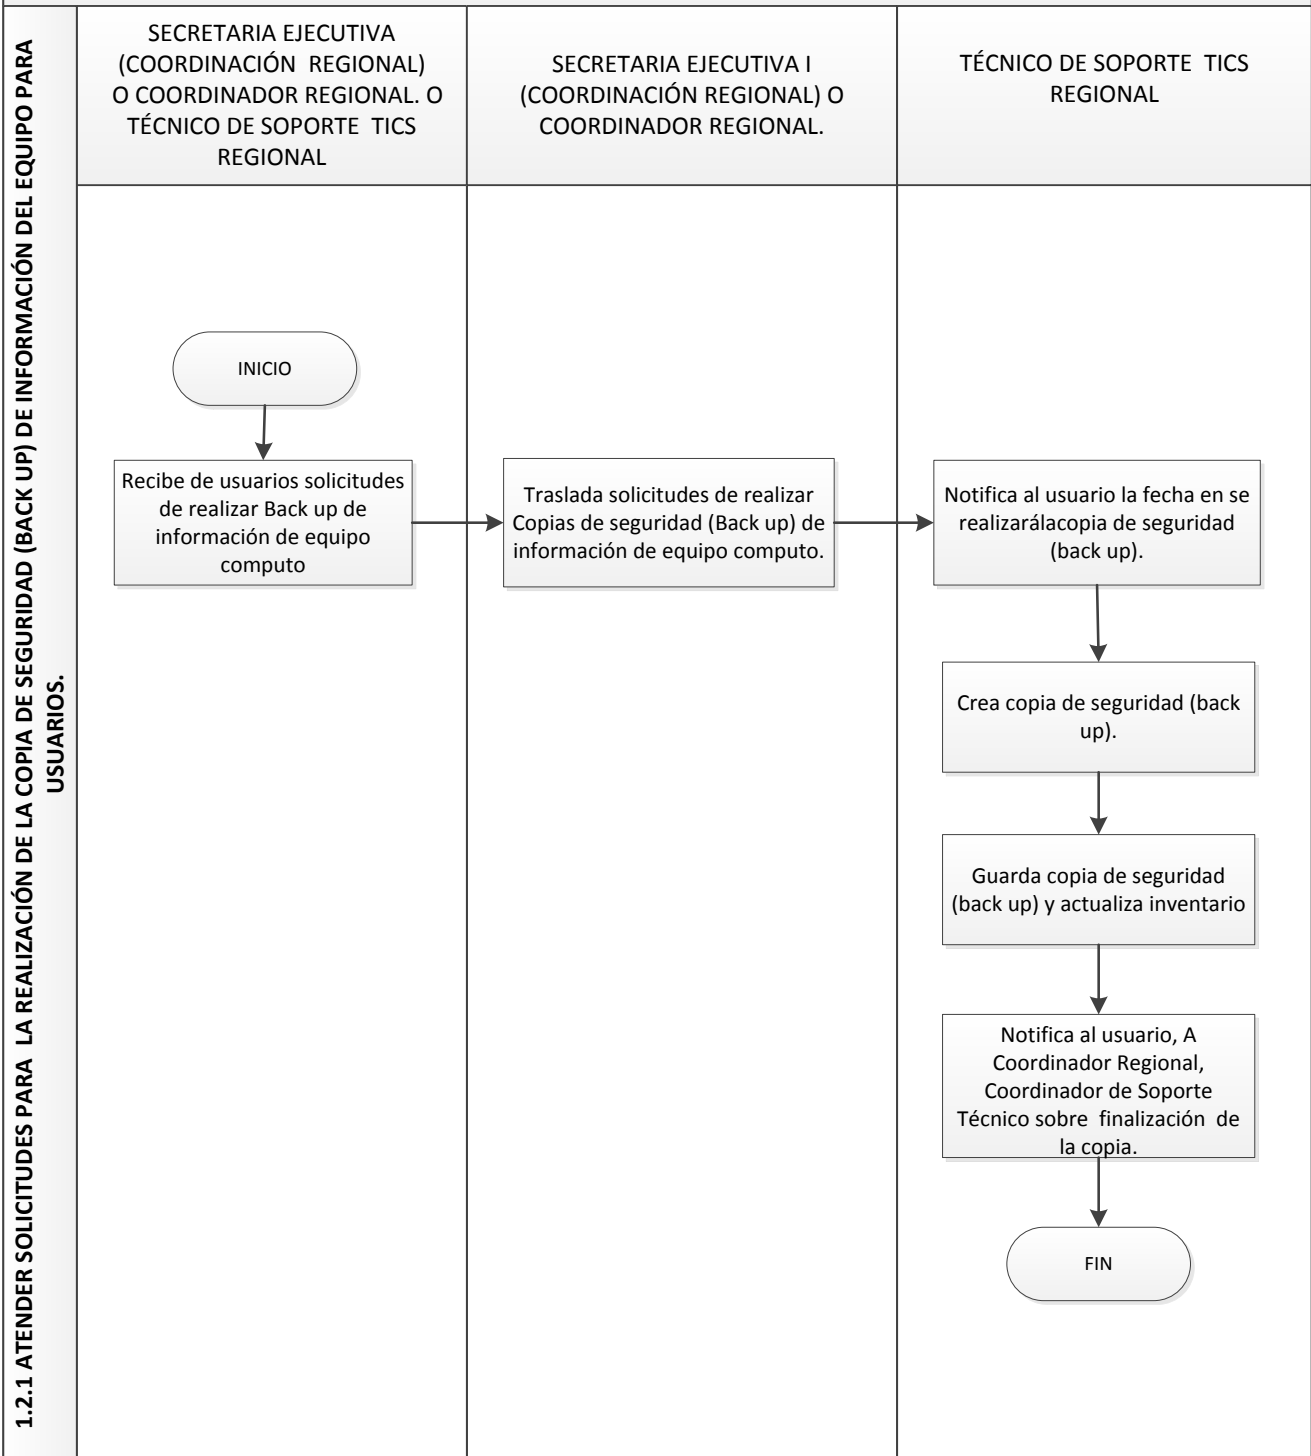 1.2.1 ATENDER SOLICITUDES PARA LA REALIZACIÓN DE LA COPIA DE SEGURIDAD (BACK UP) DE INFORMACIÓN DEL EQUIPO PARA
USUARIOS.
SECRETARIA EJECUTIVA
(COORDINACIÓN REGIONAL)
O COORDINADOR REGIONAL. O
TÉCNICO DE SOPORTE TICS
REGIONAL
SECRETARIA EJECUTIVA I
(COORDINACIÓN REGIONAL) O
COORDINADOR REGIONAL.
TÉCNICO DE SOPORTE TICS
REGIONAL
INICIO
Recibe de usuarios solicitudes
de realizar Back up de
información de equipo
computo
Traslada solicitudes de realizar
Copias de seguridad (Back up) de
información de equipo computo.
Notifica al usuario la fecha en se
realizarálacopia de seguridad
(back up).
Crea copia de seguridad (back
up).
Guarda copia de seguridad
(back up) y actualiza inventario
Notifica al usuario, A
Coordinador Regional,
Coordinador de Soporte
Técnico sobre finalización de
la copia.
FIN